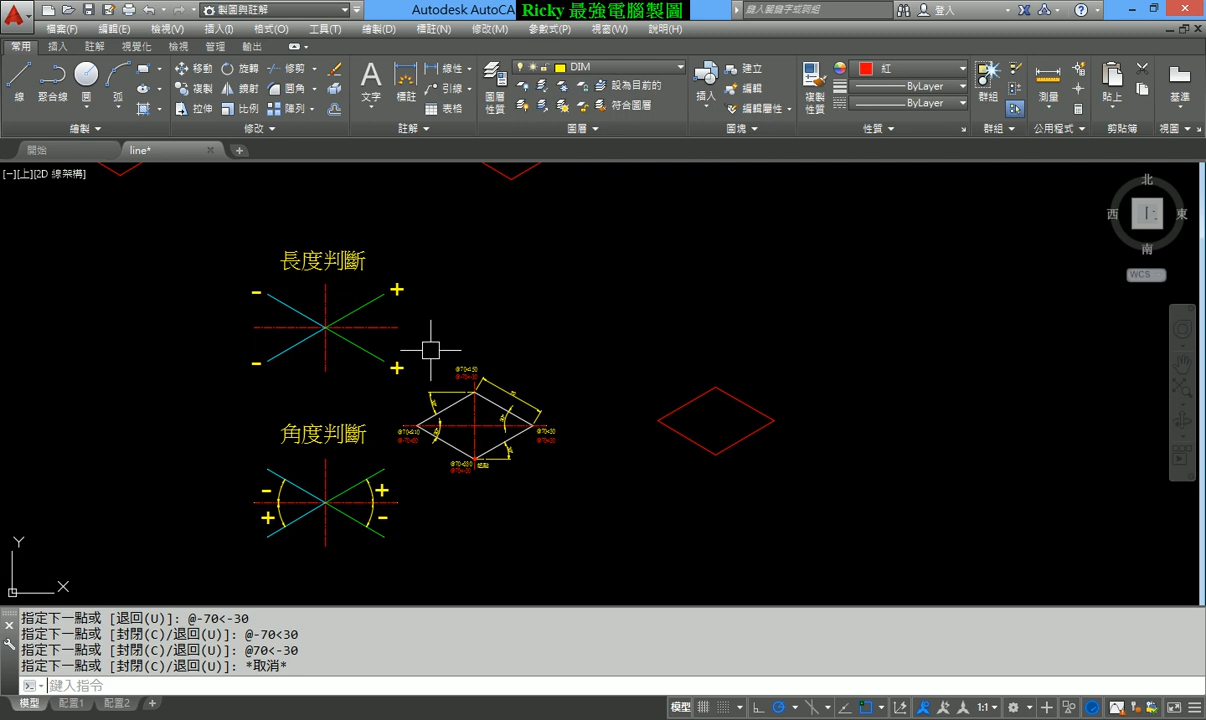 製圖與註解
Autodesk AutoCA
Ricky 最強電腦製圖
鍵入關鍵字或詞組
登入
檔案(F) 編輯(E) 檢視(V) 插入(I) 格式(O) 工具(T) 繪製(D) 標註(N) 修改(M) 參數式(P) 視窗(W) 說明(H)
常用 插入 註解 視覺化 檢視 管理 輸出
線 聚合線 圓 弧
移動 旋轉 修剪
複製 鏡射 圓角
拉伸 比例 陣列
文字 標註
線性
引線
表格
圖層性質
DIM
設為目前的
符合圖層
插入
建立
編輯
編輯屬性
複製性質
紅
ByLayer
ByLayer
群組 測量 貼上 基準
繪製 修改 註解 圖層 圖塊 性質 群組 公用程式 剪貼簿 視圖
開始 line*
[−][上][2D 線架構]
北
西 上 東
南
WCS
長度判斷
− +
− +
角度判斷
− +
+ −
Y
X
指定下一點或 [退回(U)]: @-70<-30
指定下一點或 [封閉(C)/退回(U)]: @-70<30
指定下一點或 [封閉(C)/退回(U)]: @70<-30
指定下一點或 [封閉(C)/退回(U)]: *取消*
鍵入指令
模型 配置1 配置2 +
模型 1:1